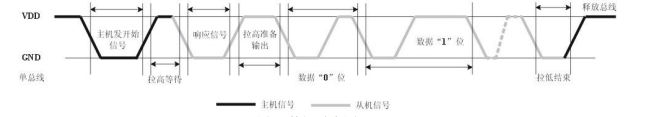 VDD
释放总线
主机发开始
信号
响应信号
拉高准备
输出
数据“1”位
GND
单总线
拉高等待
数据“0”位
拉低结束
主机信号
从机信号